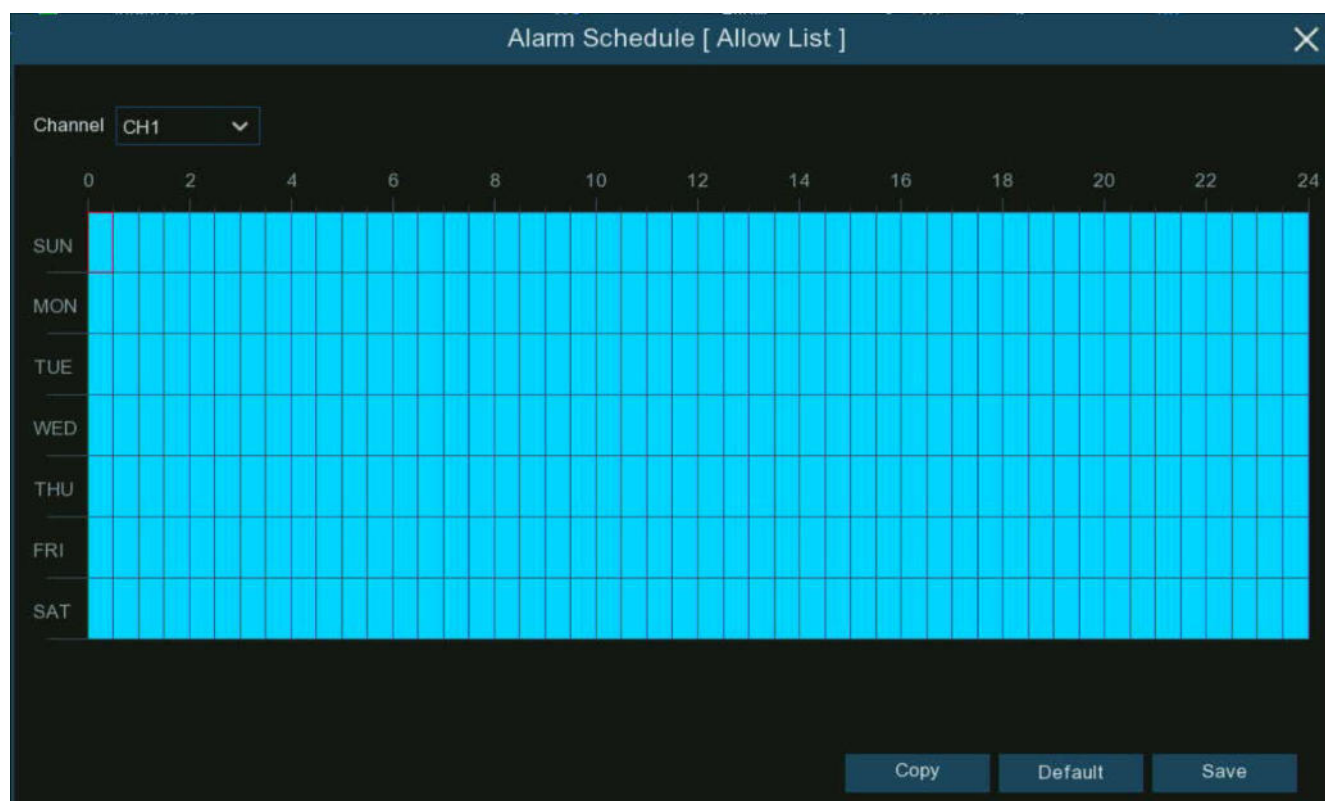 Alarm Schedule [ Allow List ]
Channel CH1
0 2 4 6 8 10 12 14 16 18 20 22 24
SUN
MON
TUE
WED
THU
FRI
SAT
Copy Default Save